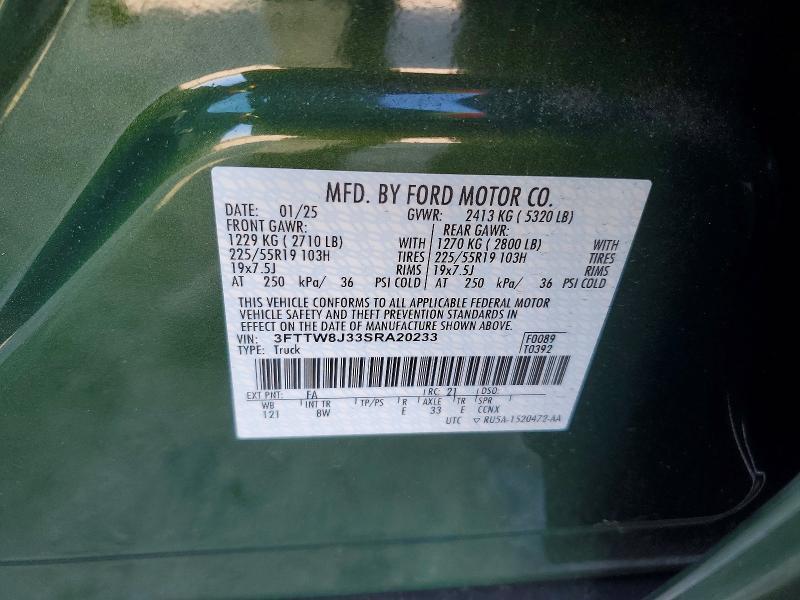 MFD. BY FORD MOTOR CO.
DATE: 01/25 GVWR: 2413 KG ( 5320 LB)
FRONT GAWR: REAR GAWR:
1229 KG ( 2710 LB) WITH 1270 KG ( 2800 LB) WITH
225/55R19 103H TIRES 225/55R19 103H TIRES
19x7.5J RIMS 19x7.5J RIMS
AT 250 kPa/ 36 PSI COLD AT 250 kPa/ 36 PSI COLD
THIS VEHICLE CONFORMS TO ALL APPLICABLE FEDERAL MOTOR
VEHICLE SAFETY AND THEFT PREVENTION STANDARDS IN
EFFECT ON THE DATE OF MANUFACTURE SHOWN ABOVE.
VIN: 3FTTW8J33SRA20233 F0089
TYPE: Truck T0392
EXT PNT: FA RC: 21 DSO:
WB INT TR TP/PS R AXLE TR SPR
121 8W E 33 E CCNX
UTC ▽ RU5A-1520472-AA